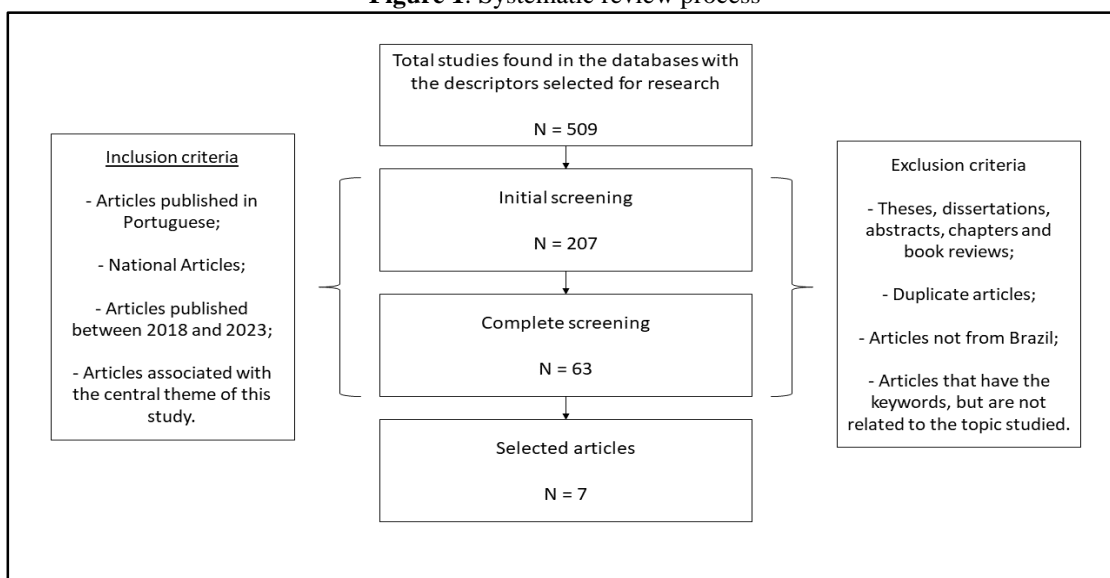 Figure 1. Systematic review process
Total studies found in the databases with
the descriptors selected for research
N = 509
Inclusion criteria
- Articles published in
Portuguese;
- National Articles;
- Articles published
between 2018 and 2023;
- Articles associated with
the central theme of this
study.
Initial screening
N = 207
Complete screening
N = 63
Selected articles
N = 7
Exclusion criteria
- Theses, dissertations,
abstracts, chapters and
book reviews;
- Duplicate articles;
- Articles not from Brazil;
- Articles that have the
keywords, but are not
related to the topic studied.